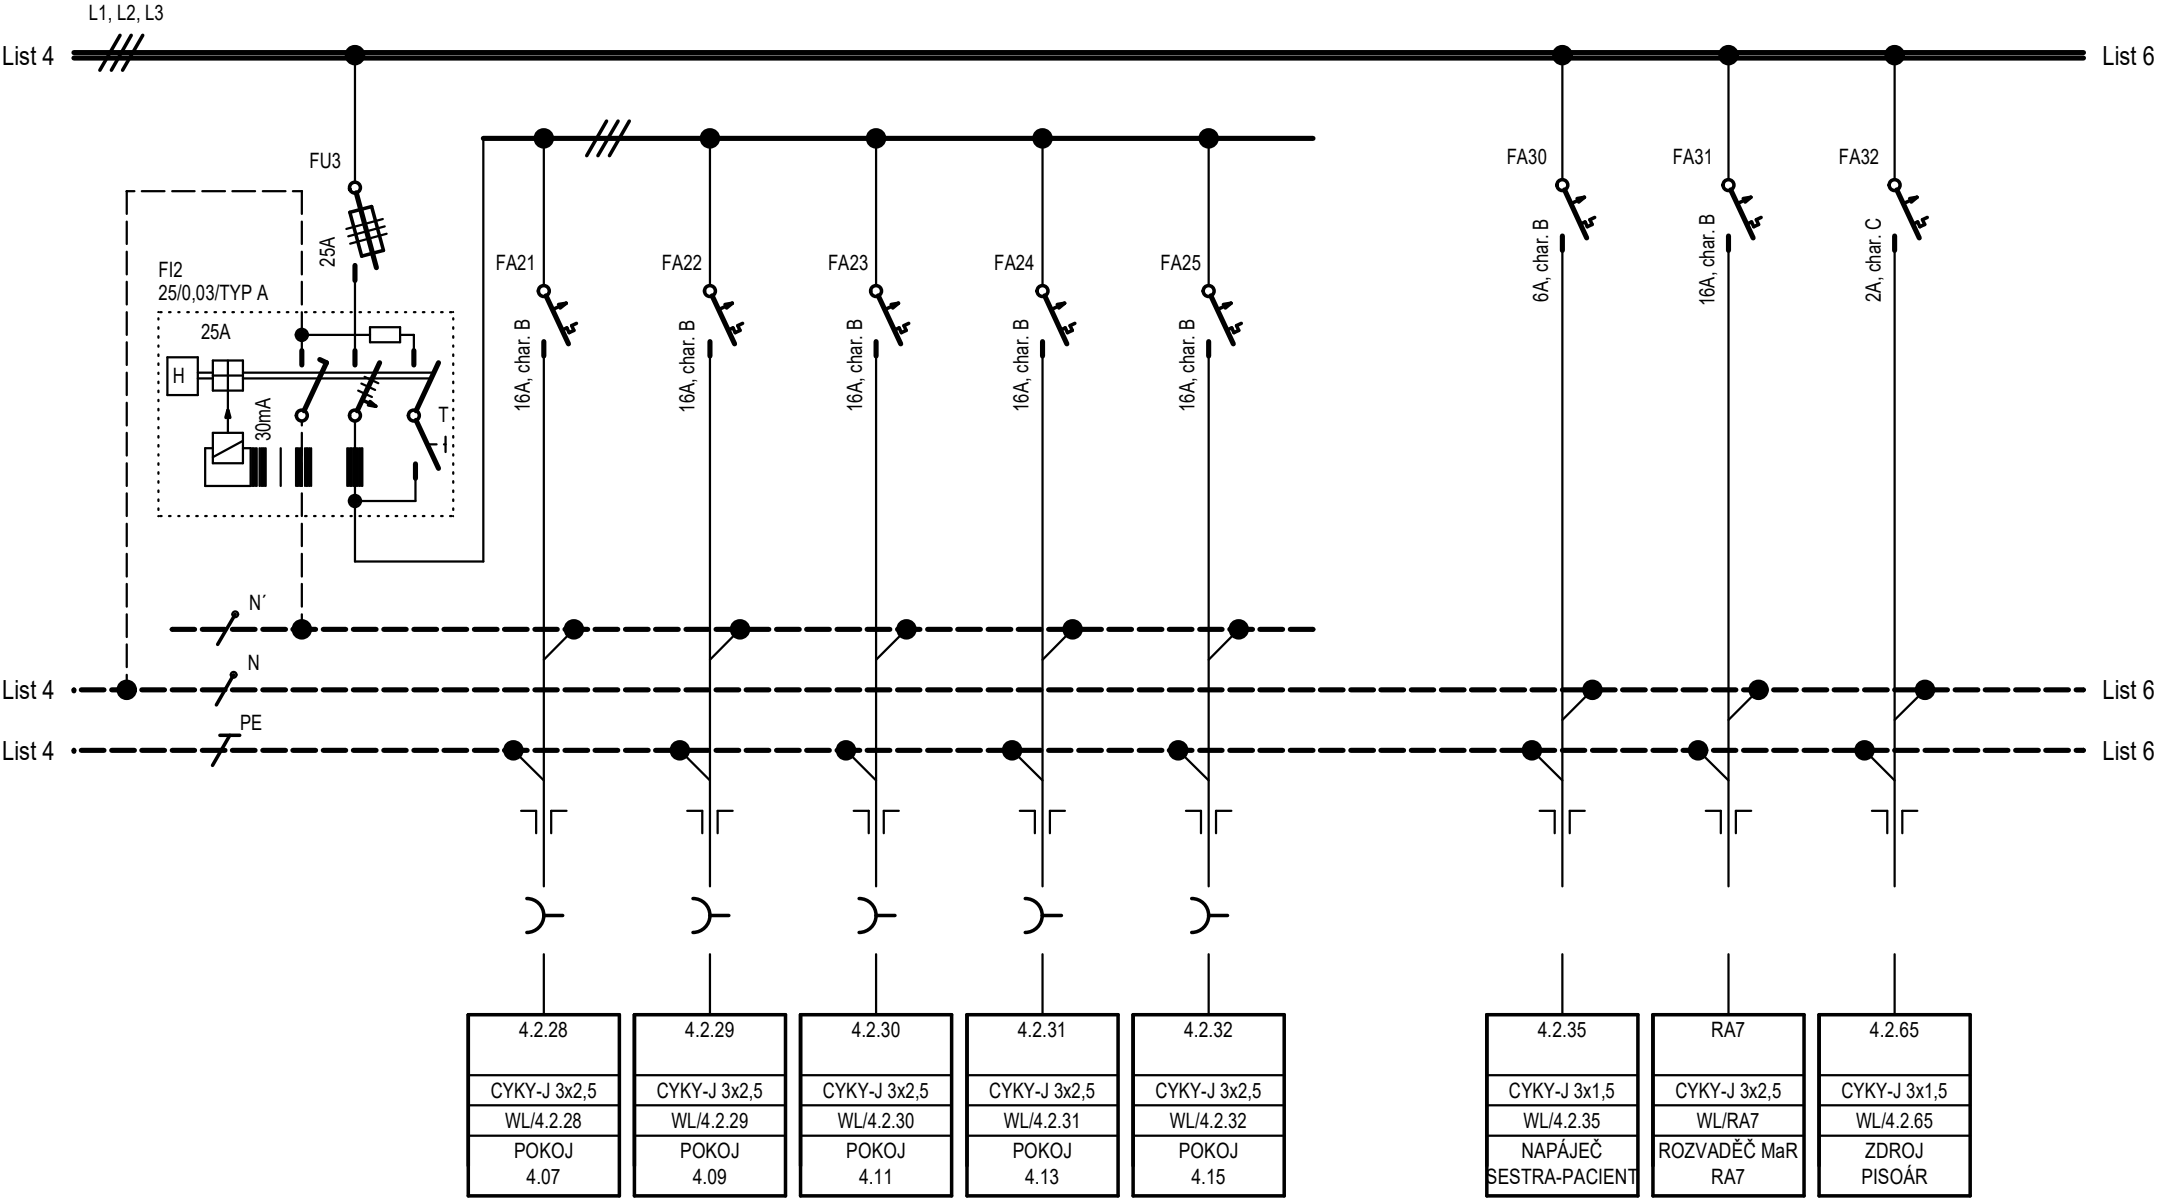 L1, L2, L3
List 4
List 6
FU3
25A
FI2
25/0,03/TYP A
25A
H
30mA
T
FA21
16A, char. B
FA22
16A, char. B
FA23
16A, char. B
FA24
16A, char. B
FA25
16A, char. B
FA30
6A, char. B
FA31
16A, char. B
FA32
2A, char. C
N´
List 4
N
List 6
List 4
PE
List 6
4.2.28
CYKY-J 3x2,5
WL/4.2.28
POKOJ
4.07
4.2.29
CYKY-J 3x2,5
WL/4.2.29
POKOJ
4.09
4.2.30
CYKY-J 3x2,5
WL/4.2.30
POKOJ
4.11
4.2.31
CYKY-J 3x2,5
WL/4.2.31
POKOJ
4.13
4.2.32
CYKY-J 3x2,5
WL/4.2.32
POKOJ
4.15
4.2.35
CYKY-J 3x1,5
WL/4.2.35
NAPÁJEČ
SESTRA-PACIENT
RA7
CYKY-J 3x2,5
WL/RA7
ROZVADĚČ MaR
RA7
4.2.65
CYKY-J 3x1,5
WL/4.2.65
ZDROJ
PISOÁR